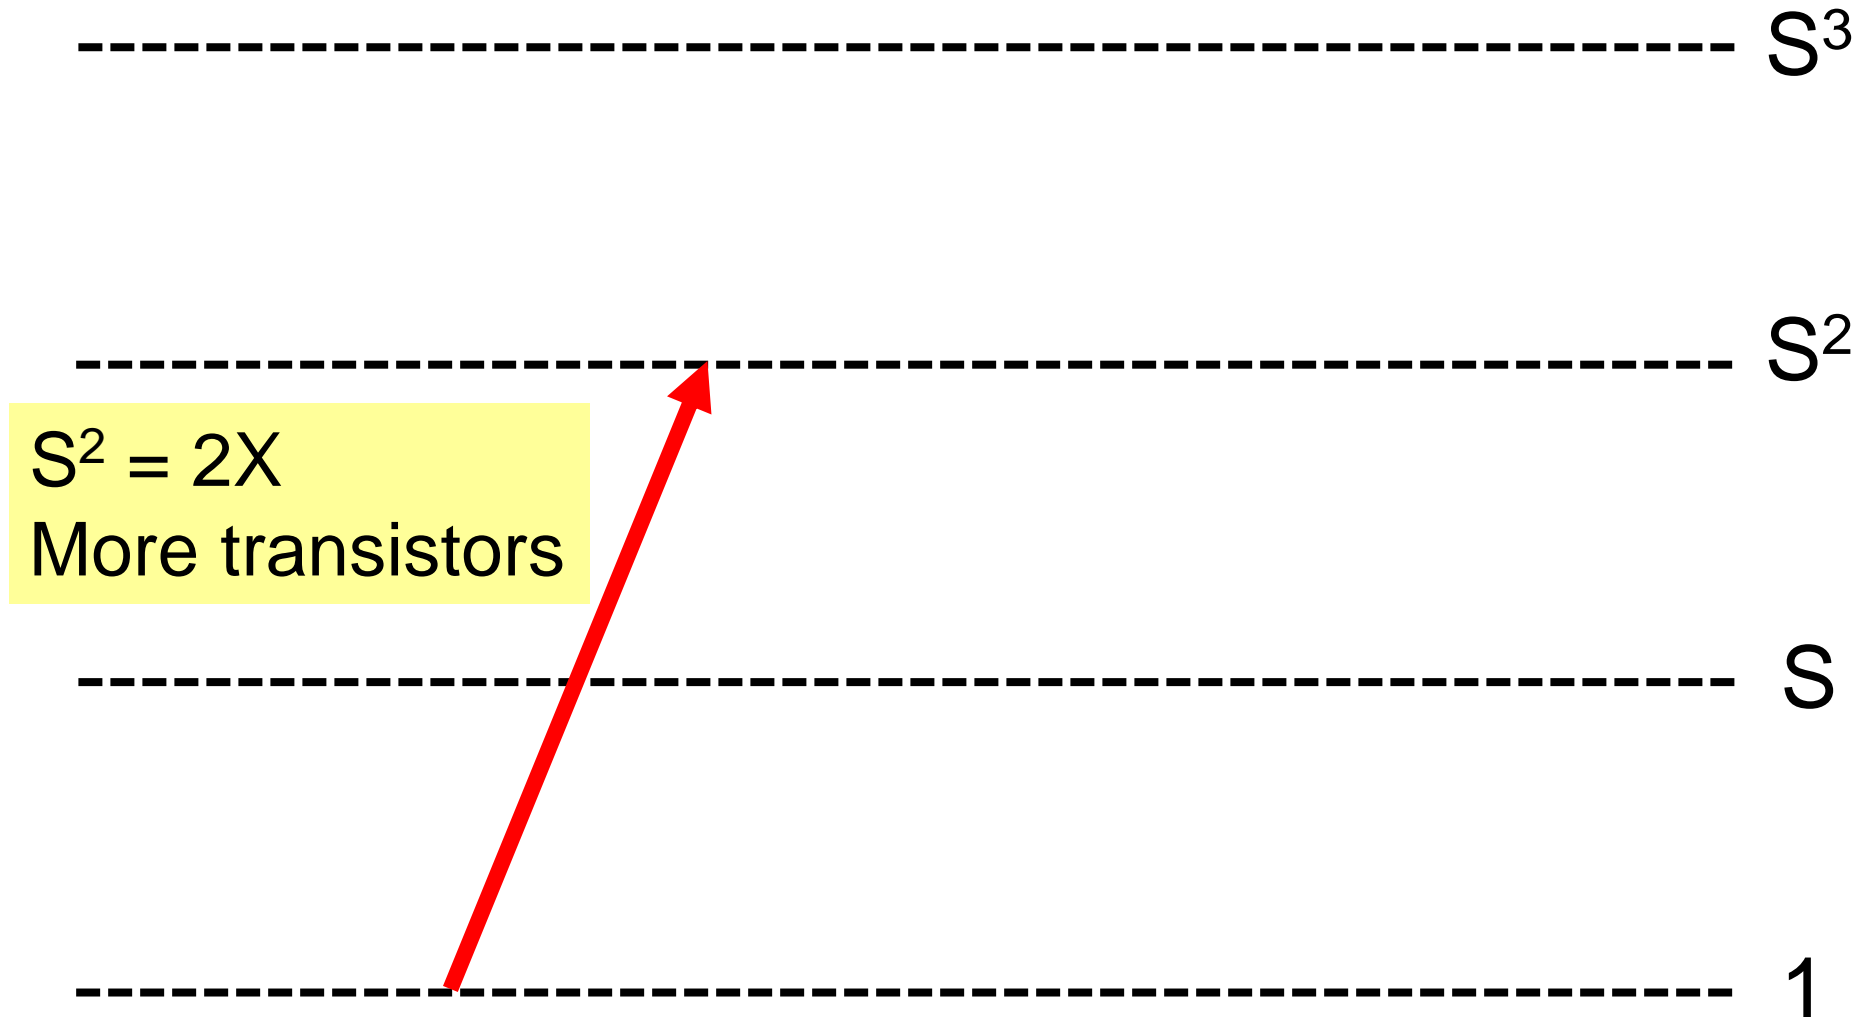 S³
S²
S² = 2X
More transistors
S
1